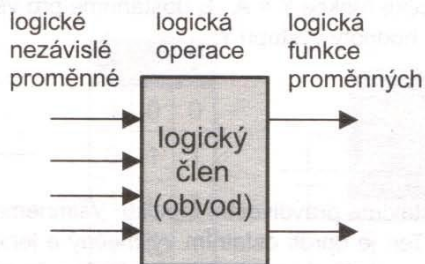 logické
nezávislé
proměnné
logická
operace
logická
funkce
proměnných
logický
člen
(obvod)